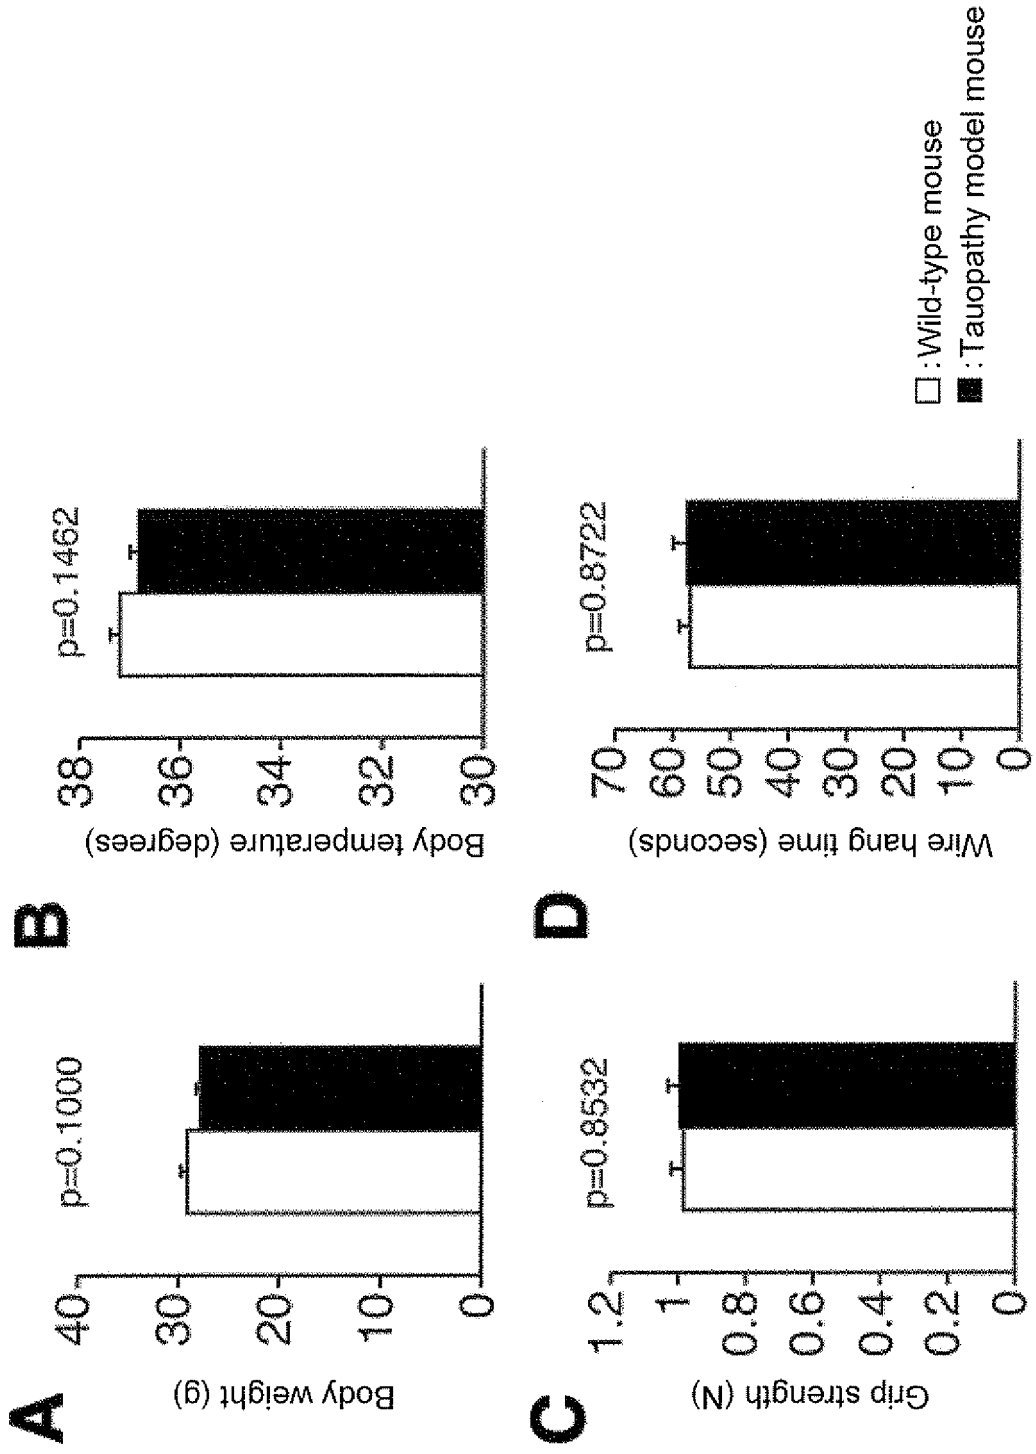 A
p=0.1000
Body weight (g)
40
30
20
10
0
B
p=0.1462
Body temperature (degrees)
38
36
34
32
30
C
p=0.8532
Grip strength (N)
1.2
1
0.8
0.6
0.4
0.2
0
D
p=0.8722
Wire hang time (seconds)
70
60
50
40
30
20
10
0
: Wild-type mouse
: Tauopathy model mouse